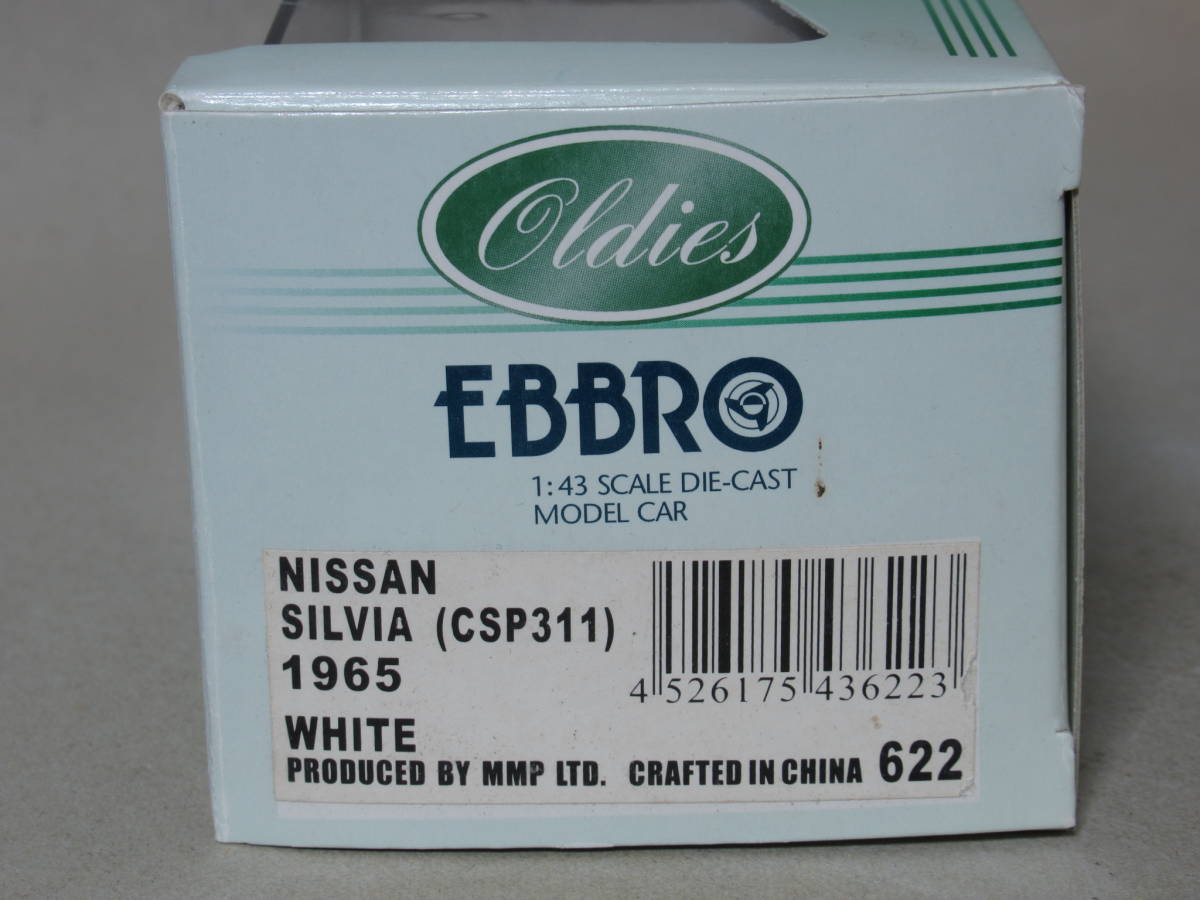 Oldies
EBBRO
1:43 SCALE DIE-CAST
MODEL CAR
NISSAN
SILVIA (CSP311)
1965
WHITE
PRODUCED BY MMP LTD. CRAFTED IN CHINA 622
4 526175 436223